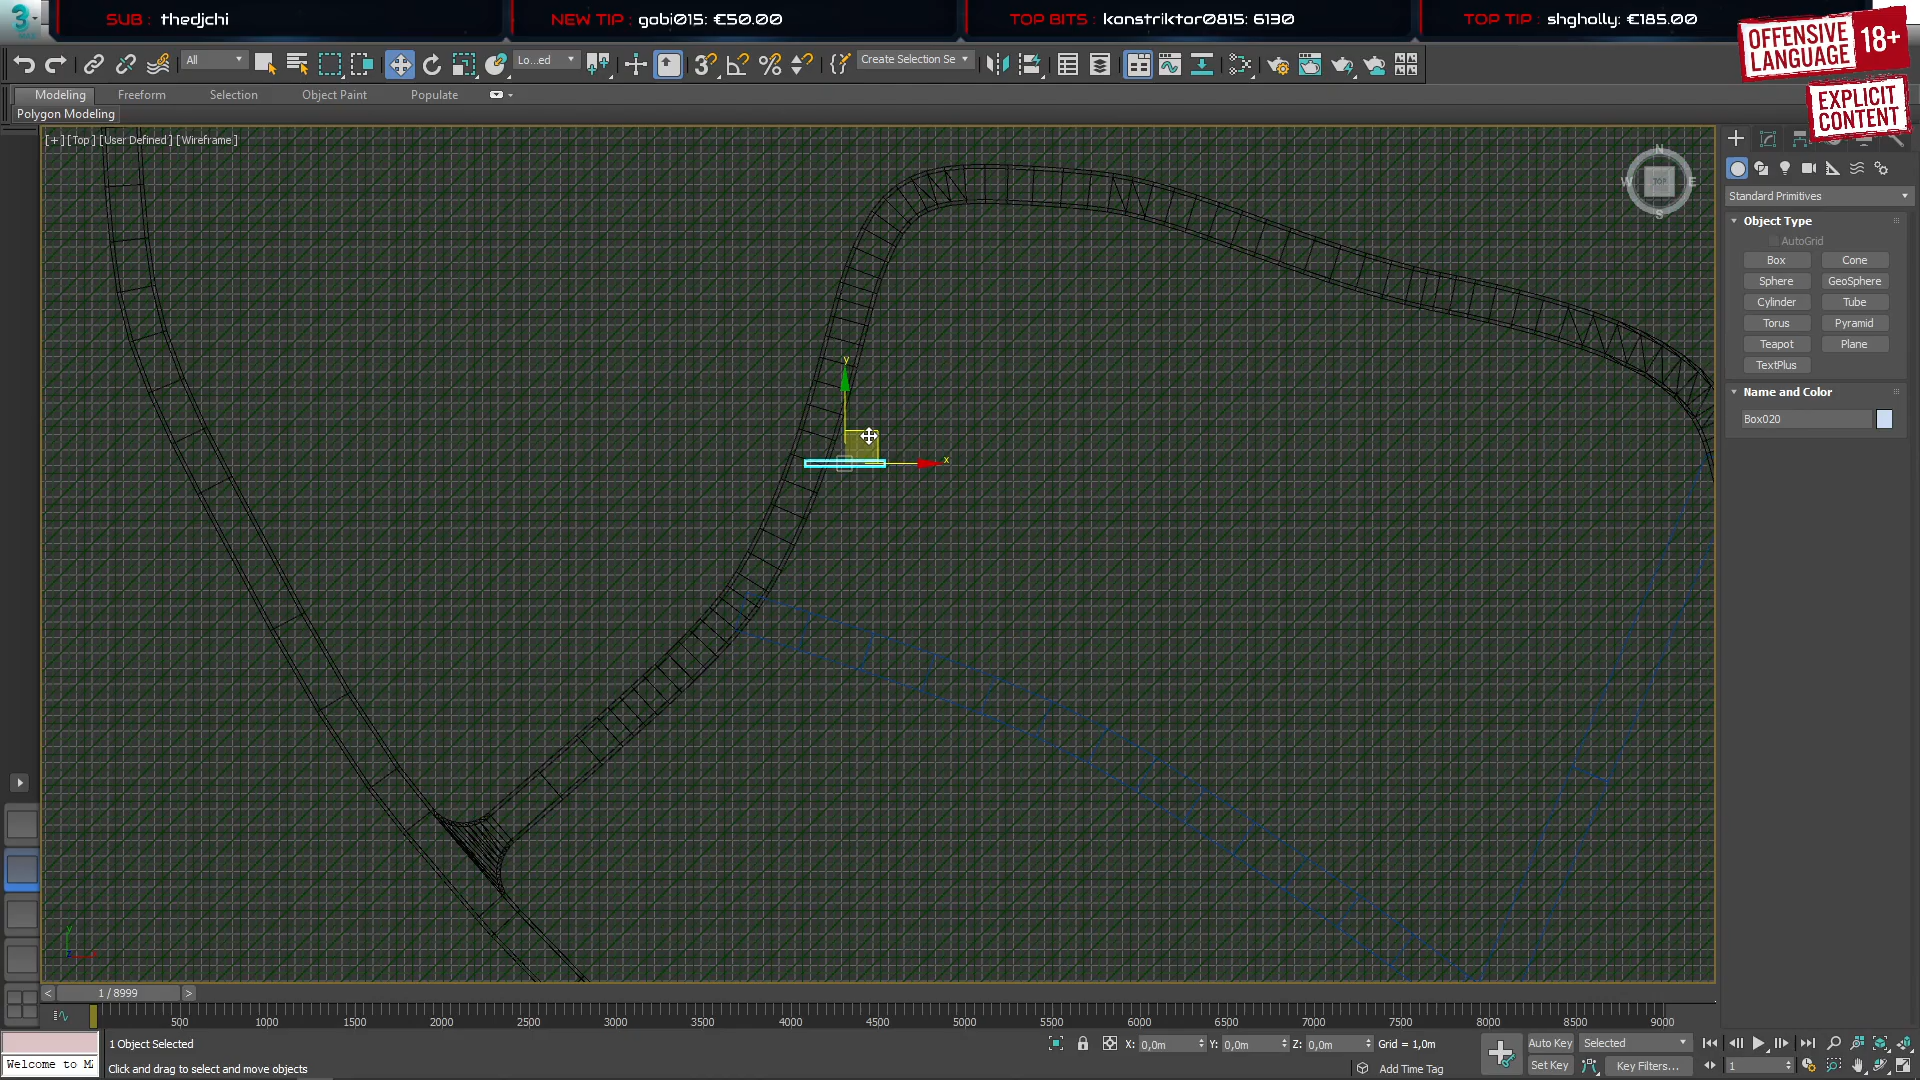 SUB : thedjchi
NEW TIP : gobi015: €50.00
TOP BITS : konstriktor0815: 6130
TOP TIP : shgholly: €185.00
OFFENSIVE LANGUAGE 18+
EXPLICIT CONTENT
All
Lo...ed
Create Selection Se
Modeling
Freeform
Selection
Object Paint
Populate
Polygon Modeling
[+] [Top] [User Defined] [Wireframe]
N
W
TOP
E
S
Standard Primitives
Object Type
AutoGrid
Box
Cone
Sphere
GeoSphere
Cylinder
Tube
Torus
Pyramid
Teapot
Plane
TextPlus
Name and Color
Box020
y
x
y
< 1 / 8999 >
500 1000 1500 2000 2500 3000 3500 4000 4500 5000 5500 6000 6500 7000 7500 8000 8500 9000
1 Object Selected
X: 0,0m
Y: 0,0m
Z: 0,0m
Grid = 1,0m
Auto Key
Selected
Welcome to M
Click and drag to select and move objects
Add Time Tag
Set Key
Key Filters...
1